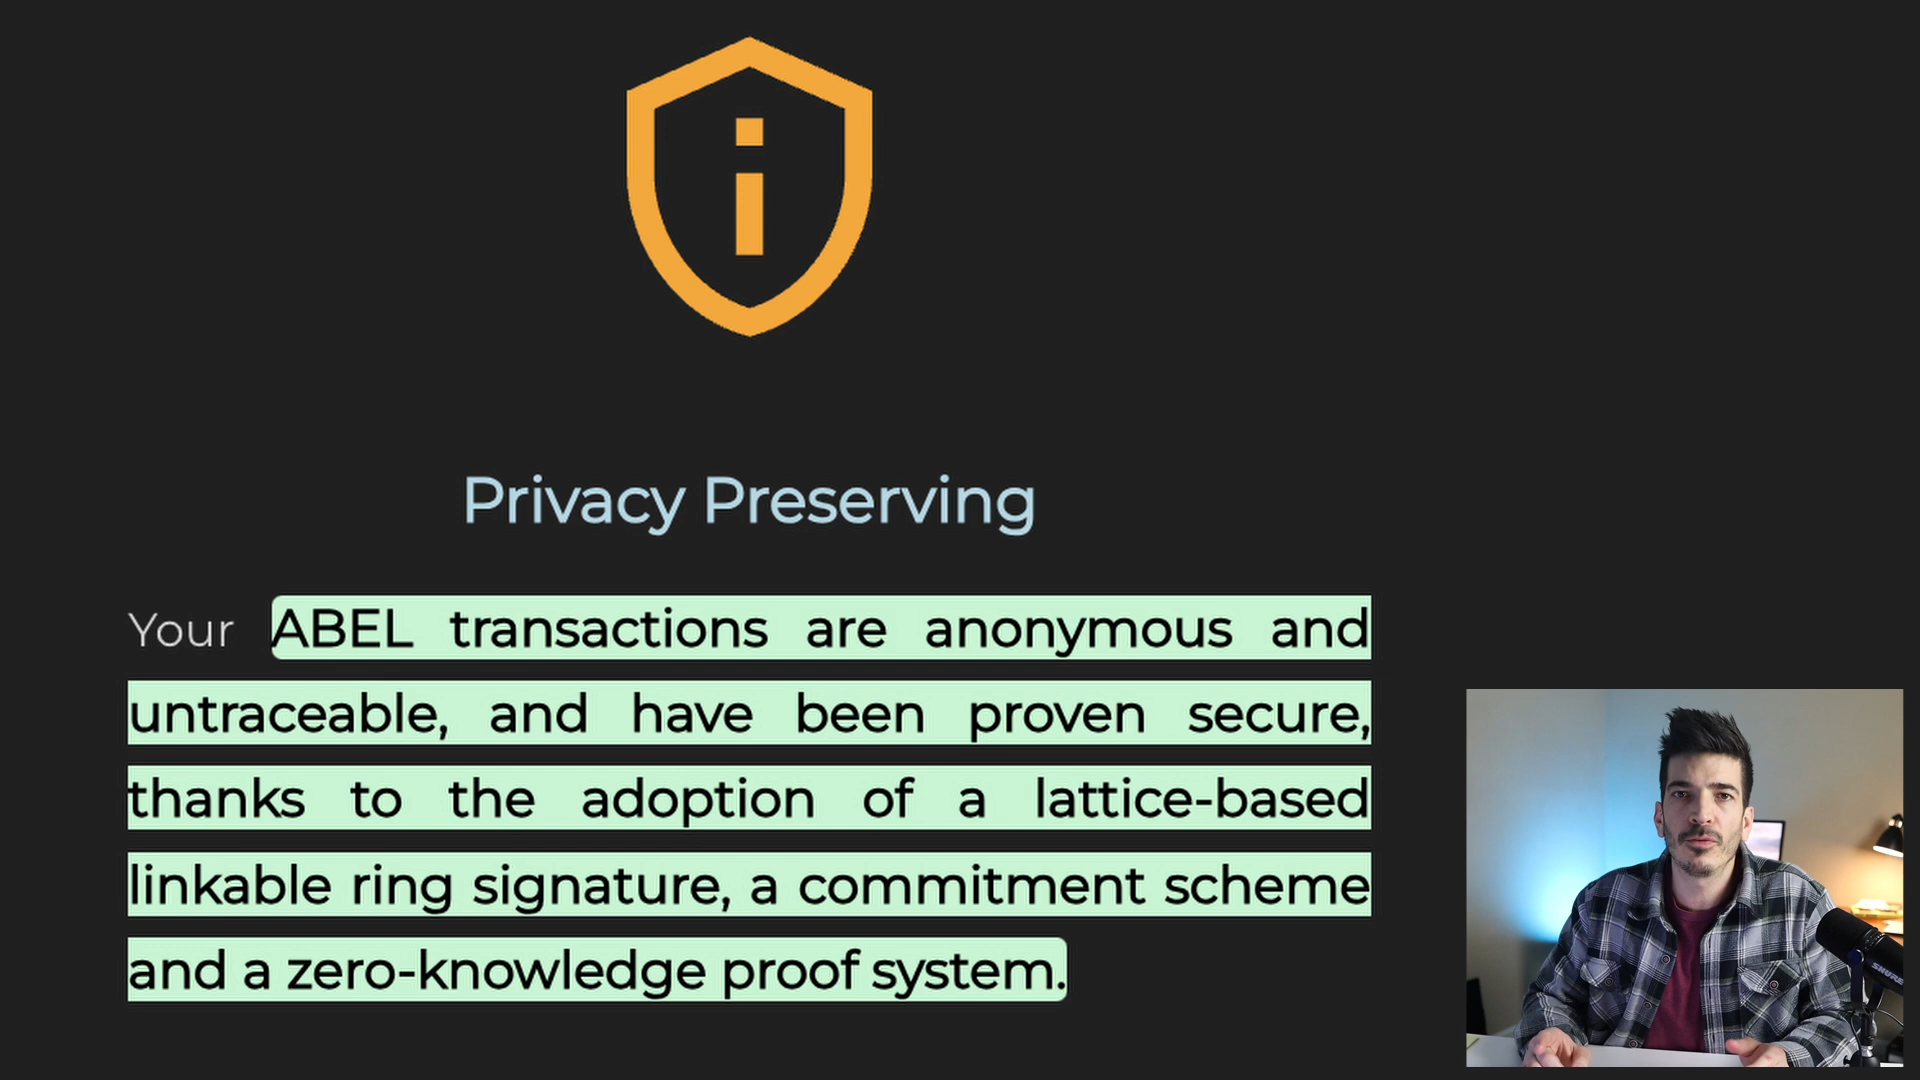 Privacy Preserving
Your ABEL transactions are anonymous and
untraceable, and have been proven secure,
thanks to the adoption of a lattice-based
linkable ring signature, a commitment scheme
and a zero-knowledge proof system.
SHURE